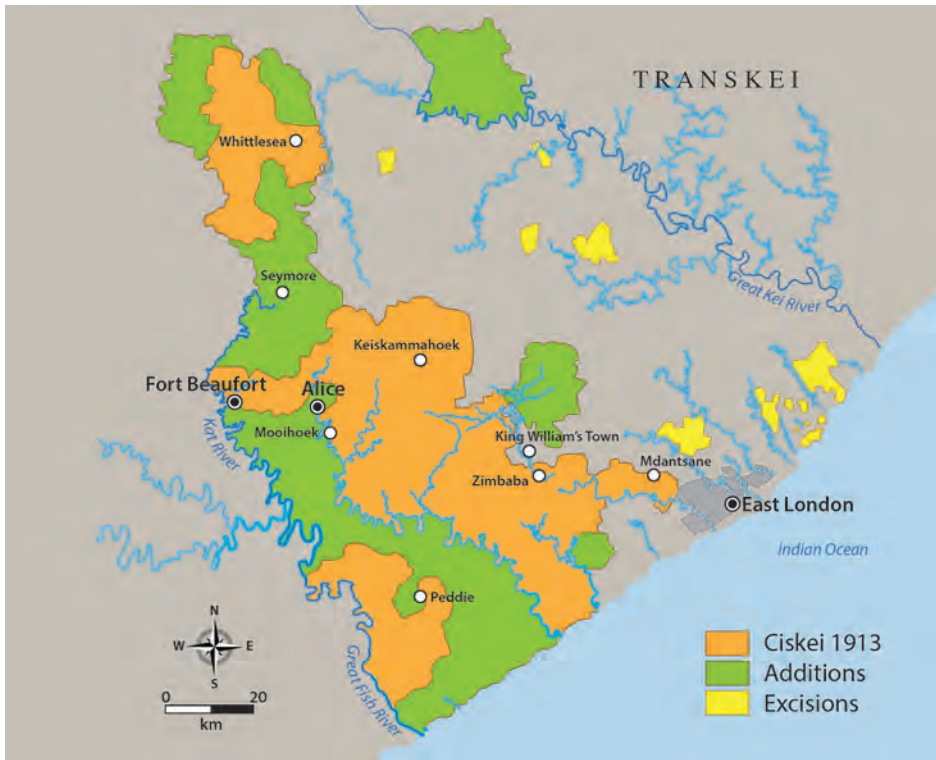 TRANSKEI
Whittlesea
Seymore
Great Kei River
Keiskammahoek
Fort Beaufort
Alice
Kat River
Mooihoek
King William's Town
Zimbaba
Mdantsane
East London
Indian Ocean
Peddie
Great Fish River
N
W
E
S
0
20
km
Ciskei 1913
Additions
Excisions